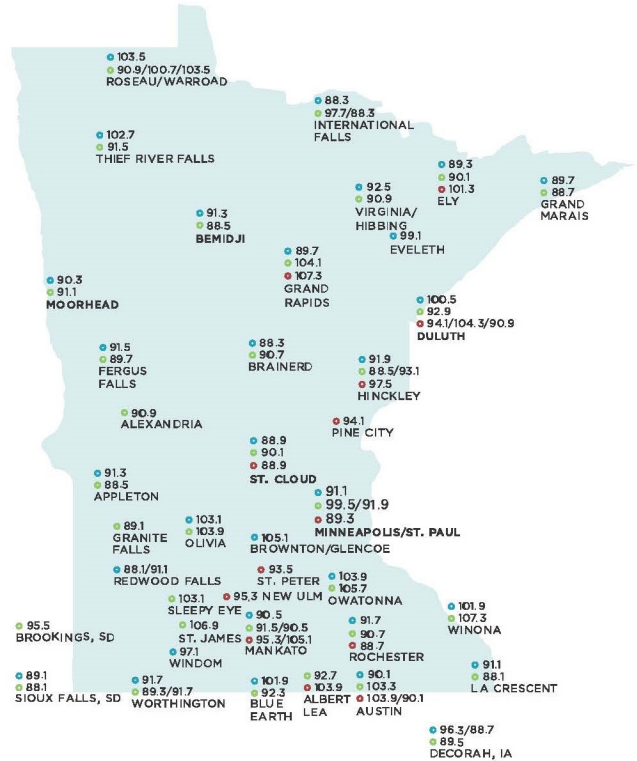 103.5
90.9/100.7/103.5
ROSEAU/WARROAD
88.3
97.7/88.3
INTERNATIONAL
FALLS
102.7
91.5
THIEF RIVER FALLS
89.3
90.1
101.3
ELY
89.7
88.7
GRAND
MARAIS
92.5
90.9
VIRGINIA/
HIBBING
99.1
EVELETH
91.3
88.5
BEMIDJI
89.7
104.1
107.3
GRAND
RAPIDS
90.3
91.1
MOORHEAD
100.5
92.9
94.1/104.3/90.9
DULUTH
91.5
89.7
FERGUS
FALLS
88.3
90.7
BRAINERD
91.9
88.5/93.1
97.5
HINCKLEY
90.9
ALEXANDRIA
94.1
PINE CITY
88.9
90.1
88.9
ST. CLOUD
91.3
88.5
APPLETON
91.1
99.5/91.9
89.3
MINNEAPOLIS/ST. PAUL
89.1
GRANITE
FALLS
103.1
103.9
OLIVIA
105.1
BROWNTON/GLENCOE
88.1/91.1
REDWOOD FALLS
93.5
ST. PETER
103.9
105.7
OWATONNA
103.1
SLEEPY EYE
95.3 NEW ULM
101.9
107.3
WINONA
95.5
BROOKINGS, SD
106.9
ST. JAMES
90.5
91.5/90.5
95.3/105.1
MANKATO
91.7
90.7
88.7
ROCHESTER
97.1
WINDOM
91.1
88.1
LA CRESCENT
89.1
88.1
SIOUX FALLS, SD
91.7
89.3/91.7
WORTHINGTON
101.9
92.3
BLUE
EARTH
92.7
103.9
ALBERT
LEA
90.1
103.3
103.9/90.1
AUSTIN
96.3/88.7
89.5
DECORAH, IA